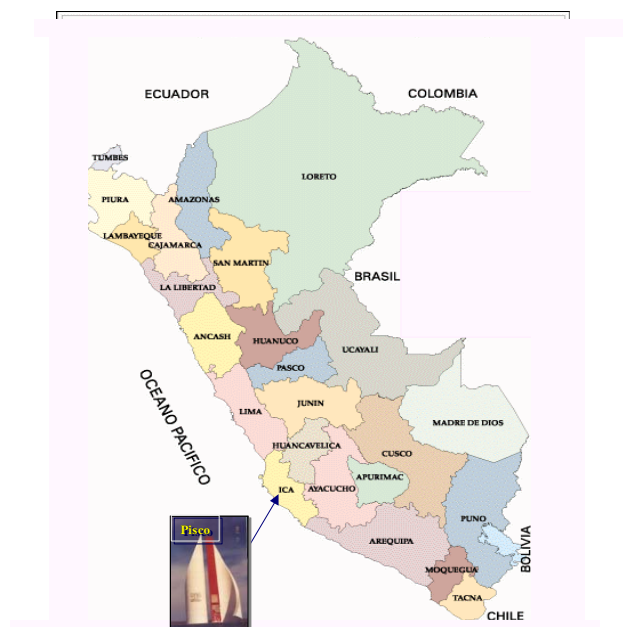 ECUADOR
COLOMBIA
TUMBES
LORETO
PIURA
AMAZONAS
LAMBAYEQUE
CAJAMARCA
SAN MARTIN
BRASIL
LA LIBERTAD
ANCASH
HUANUCO
UCAYALI
PASCO
OCEANO PACIFICO
LIMA
JUNIN
MADRE DE DIOS
HUANCAVELICA
CUSCO
APURIMAC
ICA
AYACUCHO
PUNO
Pisco
AREQUIPA
BOLIVIA
MOQUEGUA
TACNA
CHILE